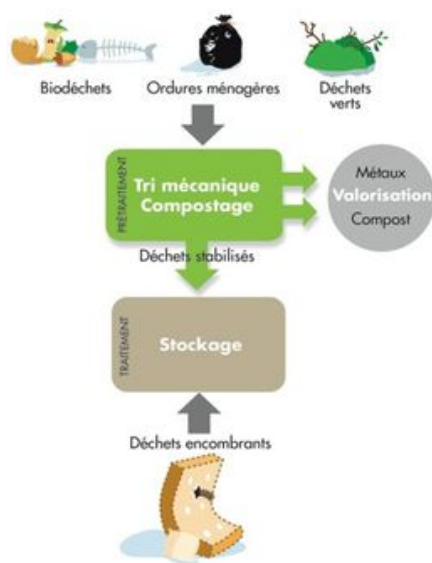 Biodéchets
Ordures ménagères
Déchets
verts
PRÉTRAITEMENT
Tri mécanique
Compostage
Métaux
Valorisation
Compost
Déchets stabilisés
TRAITEMENT
Stockage
Déchets encombrants